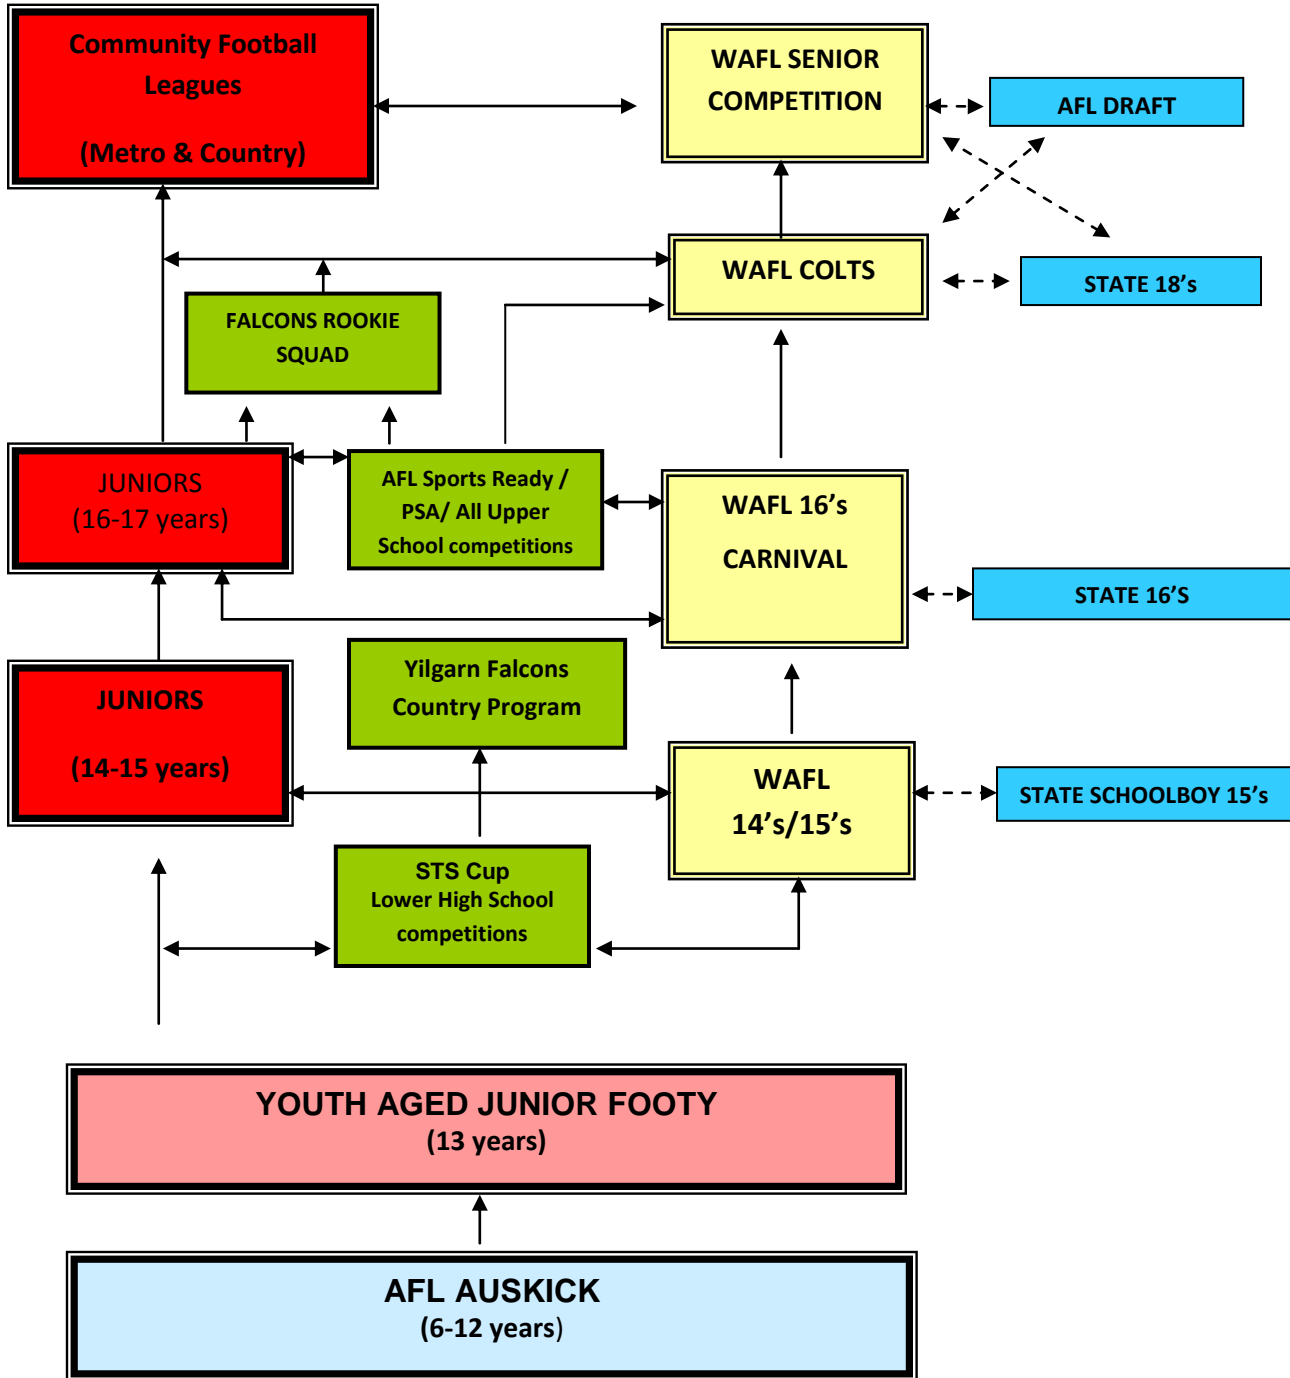 Community Football
Leagues
(Metro & Country)
WAFL SENIOR
COMPETITION
AFL DRAFT
WAFL COLTS
STATE 18’s
FALCONS ROOKIE
SQUAD
JUNIORS
(16-17 years)
AFL Sports Ready /
PSA/ All Upper
School competitions
WAFL 16’s
CARNIVAL
STATE 16’S
Yilgarn Falcons
Country Program
JUNIORS
(14-15 years)
WAFL
14’s/15’s
STATE SCHOOLBOY 15’s
STS Cup
Lower High School
competitions
YOUTH AGED JUNIOR FOOTY
(13 years)
AFL AUSKICK
(6-12 years)